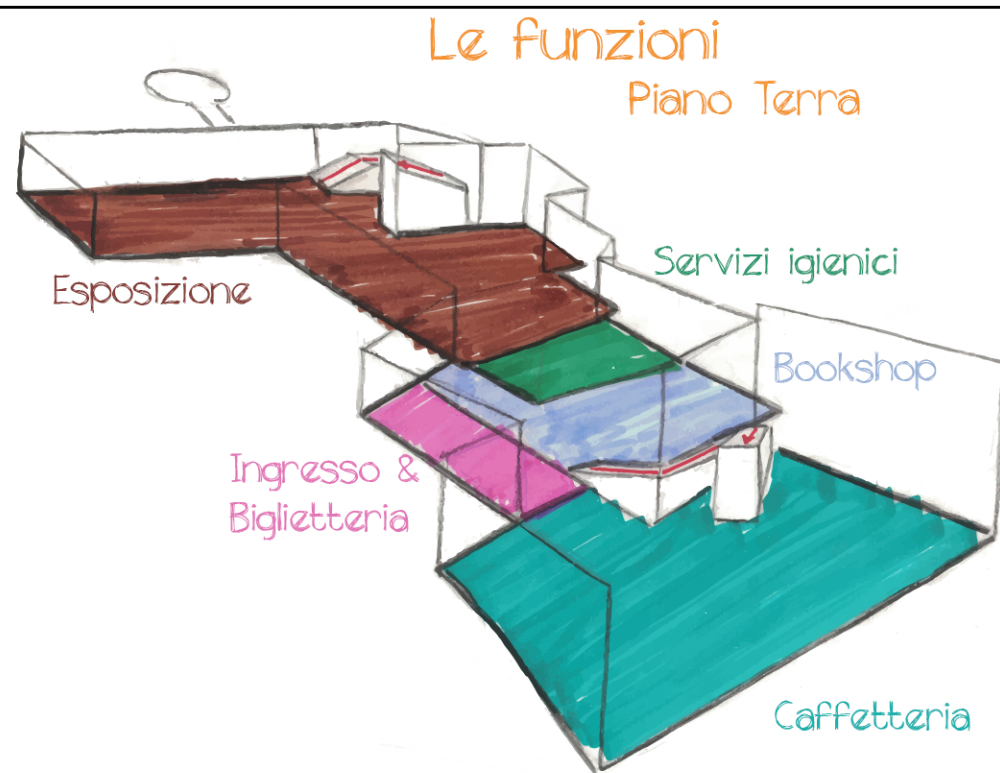 Le funzioni
Piano Terra
Servizi igienici
Esposizione
Bookshop
Ingresso &
Biglietteria
Caffetteria